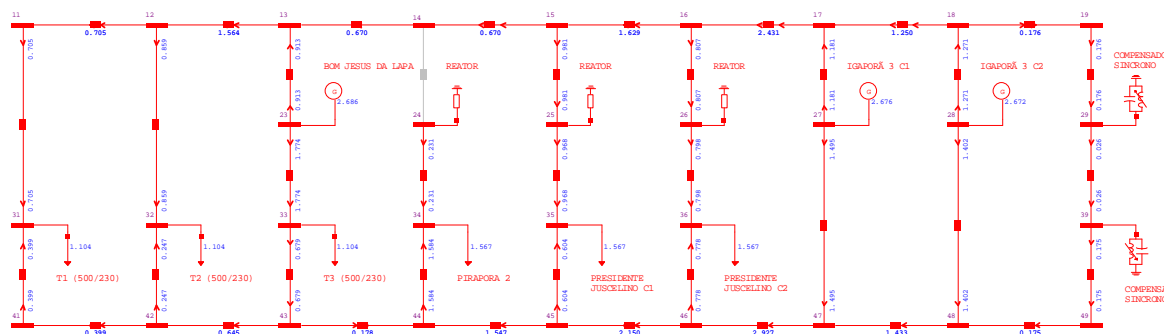 11 12 13 14 15 16 17 18 19
0.705 1.564 0.670 0.670 1.629 2.431 1.250 0.176
0.705 0.859 0.913 0.981 0.807 1.181 1.271 0.176
BOM JESUS DA LAPA REATOR REATOR REATOR IGAPORÃ 3 C1 IGAPORÃ 3 C2
COMPENSADO
SINCRONO
G 2.686 G 2.676 G 2.672
0.913 0.981 0.807 1.181 1.271 0.176
23 24 25 26 27 28 29
1.774 0.231 0.968 0.798 1.495 1.402 0.026
0.705 0.859 1.774 0.231 0.968 0.798 0.026
31 32 33 34 35 36 39
0.399 0.247 0.679 1.284 0.604 0.778 0.175
1.104 1.104 1.104 1.567 1.567 1.567
T1 (500/230) T2 (500/230) T3 (500/230) PIRAPORA 2 PRESIDENTE PRESIDENTE
JUSCELINO C1 JUSCELINO C2
COMPENSA
SINCRONO
0.399 0.247 0.679 1.584 0.604 0.778 1.495 1.402 0.175
41 42 43 44 45 46 47 48 49
0.399 0.645 0.178 1.547 2.150 2.927 1.433 0.175